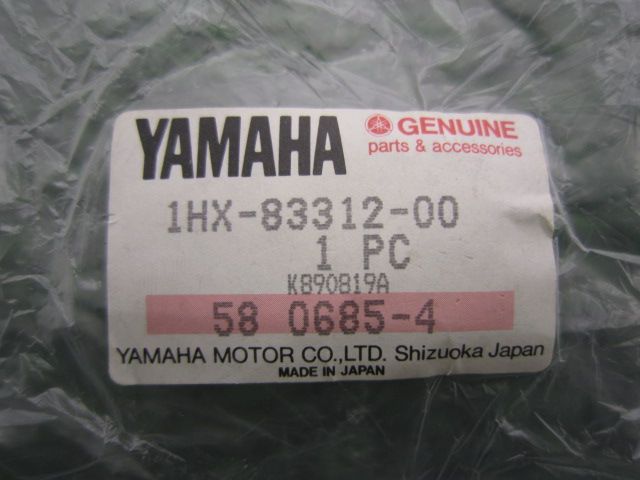 YAMAHA GENUINE
parts & accessories
1HX-83312-00
1 PC
K890819A
58 0685-4
YAMAHA MOTOR CO.,LTD. Shizuoka Japan
MADE IN JAPAN